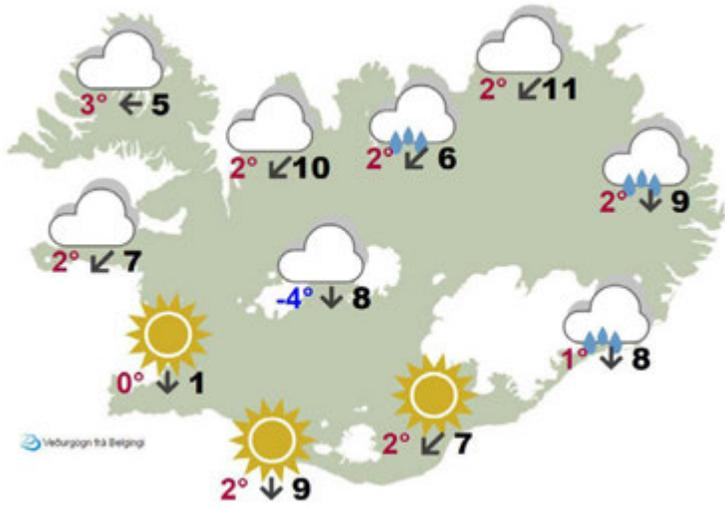 2° ↙11
3° ← 5
2° ↙10
2° ↙ 6
2° ↓ 9
2° ↙ 7
-4° ↓ 8
1° ↓ 8
0° ↓ 1
2° ↙ 7
Veðurgögn frá Belgingi
2° ↓ 9